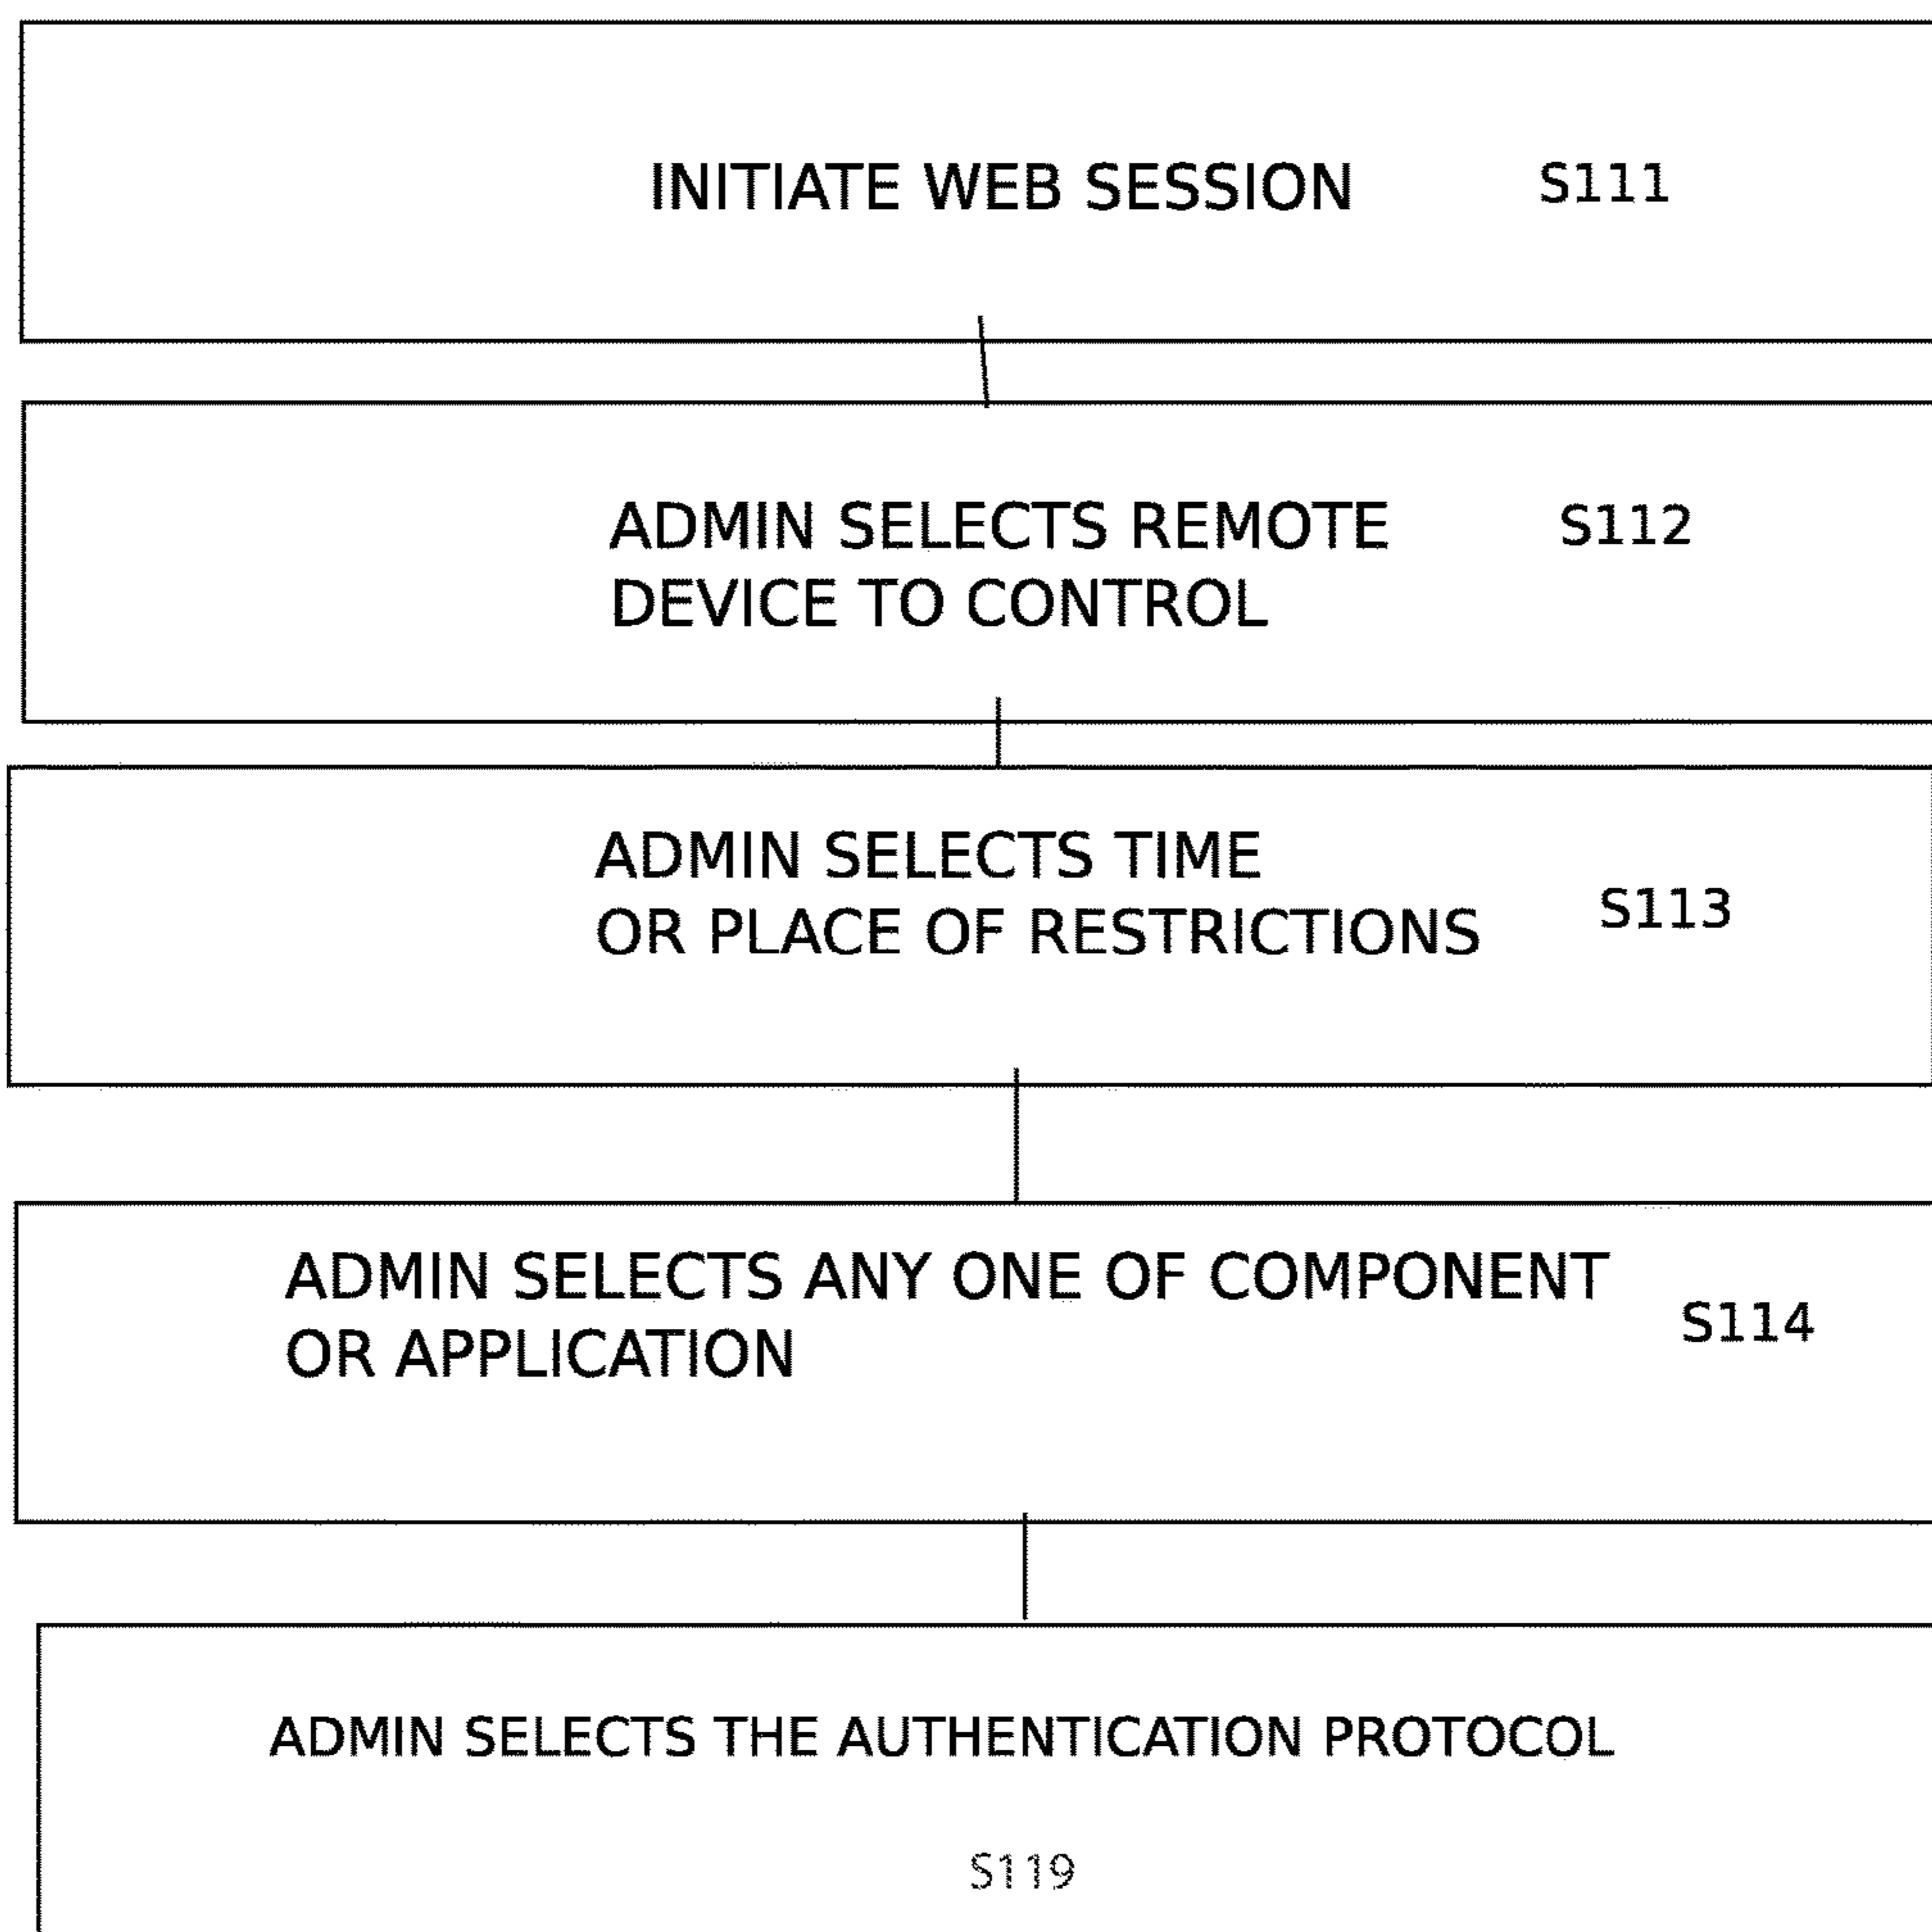 INITIATE WEB SESSION S111
ADMIN SELECTS REMOTE S112
DEVICE TO CONTROL
ADMIN SELECTS TIME
OR PLACE OF RESTRICTIONS S113
ADMIN SELECTS ANY ONE OF COMPONENT
OR APPLICATION S114
ADMIN SELECTS THE AUTHENTICATION PROTOCOL
S119